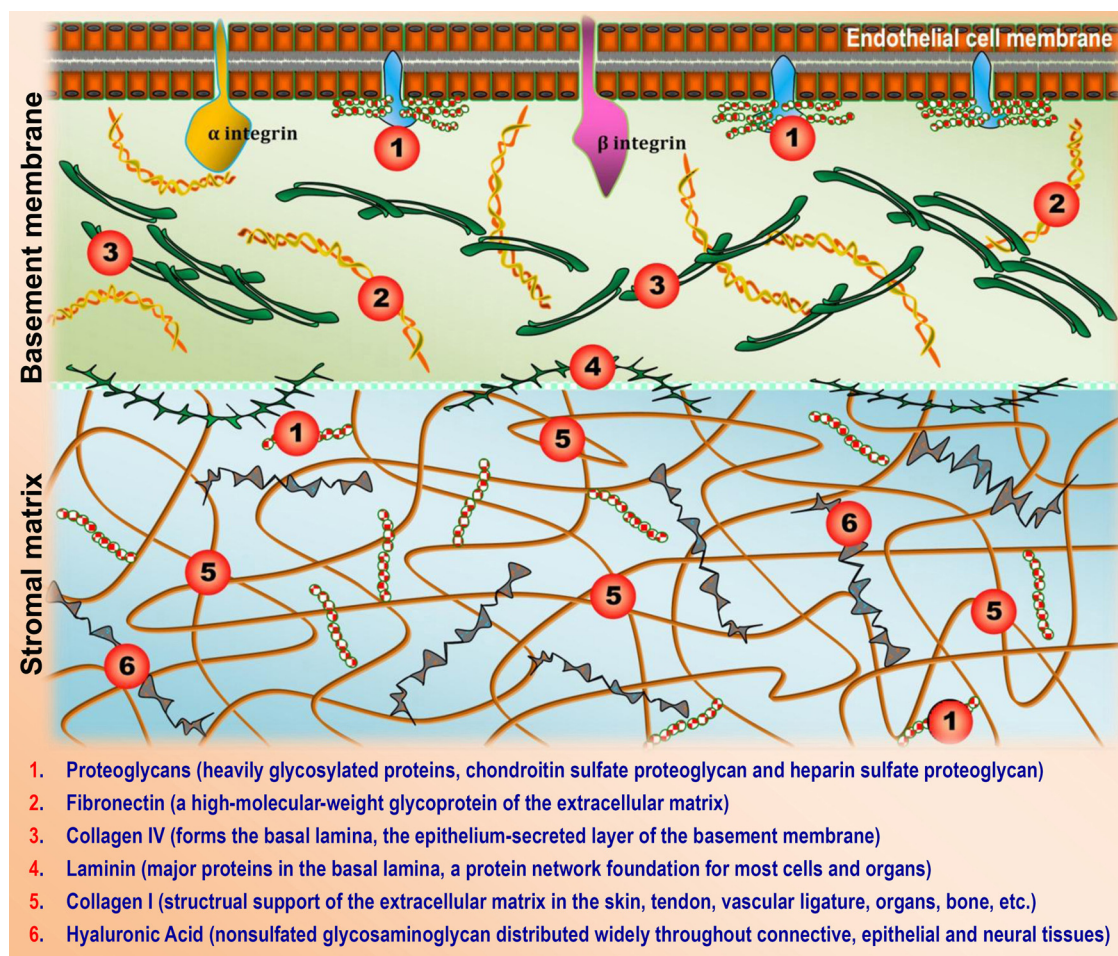 Endothelial cell membrane
α integrin
1
β integrin
1
Basement membrane
2
3
2
3
4
1
5
Stromal matrix
6
5
5
5
6
1
1. Proteoglycans (heavily glycosylated proteins, chondroitin sulfate proteoglycan and heparin sulfate proteoglycan)
2. Fibronectin (a high-molecular-weight glycoprotein of the extracellular matrix)
3. Collagen IV (forms the basal lamina, the epithelium-secreted layer of the basement membrane)
4. Laminin (major proteins in the basal lamina, a protein network foundation for most cells and organs)
5. Collagen I (structrual support of the extracellular matrix in the skin, tendon, vascular ligature, organs, bone, etc.)
6. Hyaluronic Acid (nonsulfated glycosaminoglycan distributed widely throughout connective, epithelial and neural tissues)